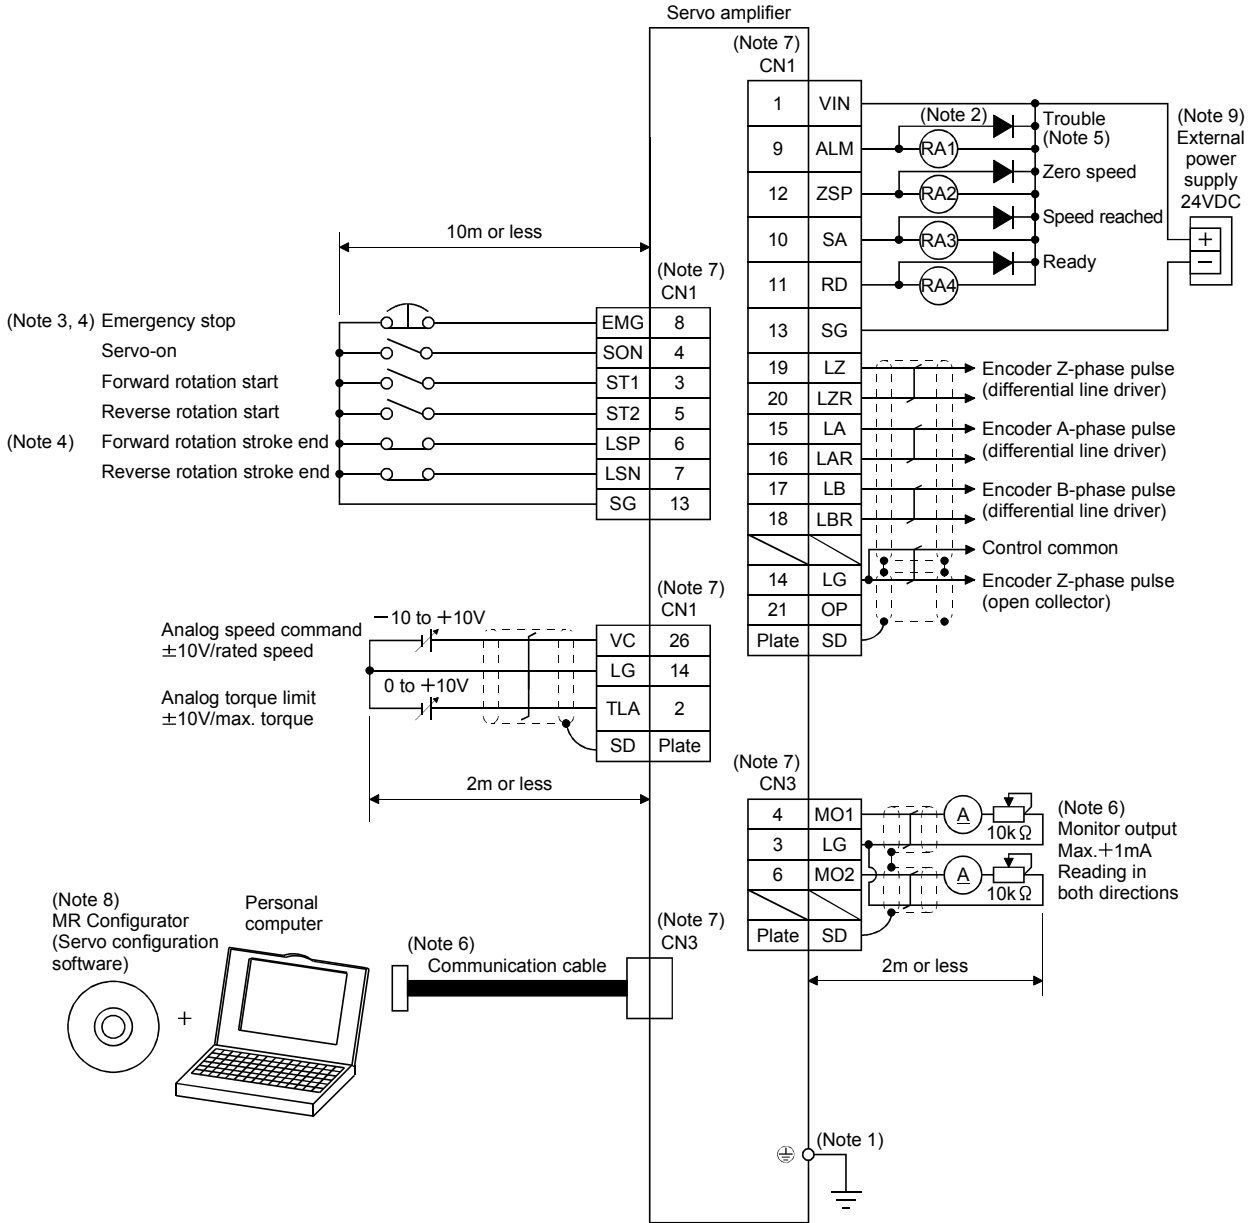 Servo amplifier
(Note 7)
CN1
1 VIN
9 ALM
12 ZSP
10 SA
11 RD
13 SG
19 LZ
20 LZR
15 LA
16 LAR
17 LB
18 LBR
14 LG
21 OP
Plate SD
(Note 2)
RA1
RA2
RA3
RA4
Trouble
(Note 5)
Zero speed
Speed reached
Ready
(Note 9)
External
power
supply
24VDC
+
−
Encoder Z-phase pulse
(differential line driver)
Encoder A-phase pulse
(differential line driver)
Encoder B-phase pulse
(differential line driver)
Control common
Encoder Z-phase pulse
(open collector)
10m or less
(Note 7)
CN1
(Note 3, 4) Emergency stop EMG 8
Servo-on SON 4
Forward rotation start ST1 3
Reverse rotation start ST2 5
(Note 4) Forward rotation stroke end LSP 6
Reverse rotation stroke end LSN 7
SG 13
(Note 7)
CN1
Analog speed command
±10V/rated speed
−10 to +10V
VC 26
LG 14
Analog torque limit
±10V/max. torque
0 to +10V
TLA 2
SD Plate
2m or less
(Note 7)
CN3
4 MO1
3 LG
6 MO2
Plate SD
A
10kΩ
A
10kΩ
(Note 6)
Monitor output
Max.+1mA
Reading in
both directions
2m or less
(Note 8)
MR Configurator
(Servo configuration
software)
+
Personal
computer
(Note 6)
Communication cable
(Note 7)
CN3
(Note 1)